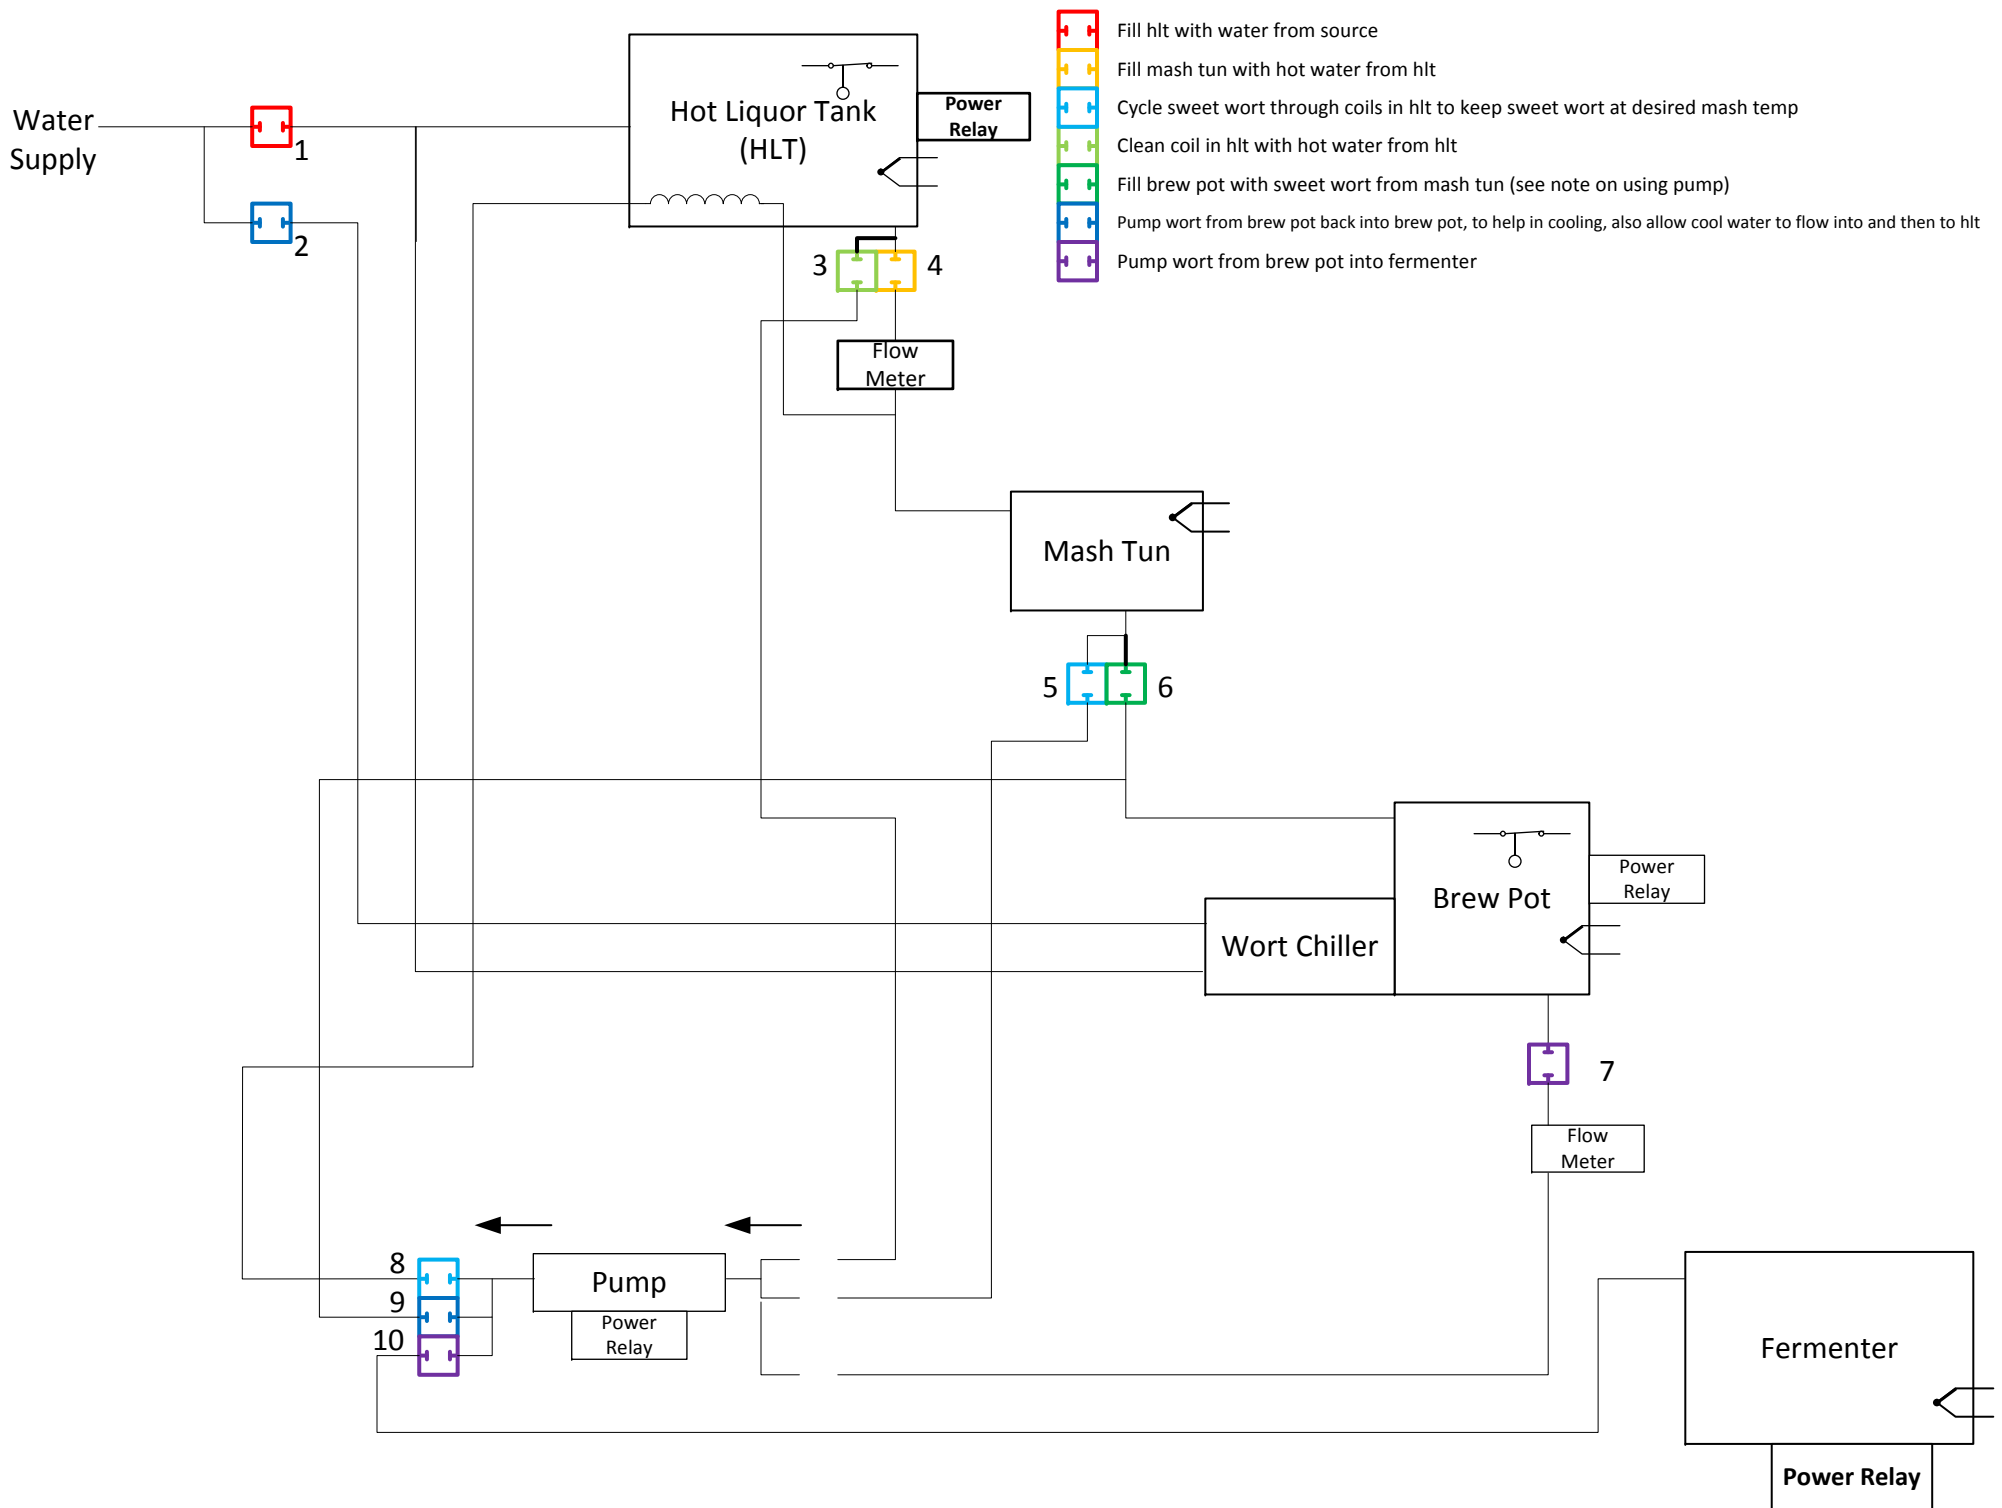 Fill hlt with water from source
Fill mash tun with hot water from hlt
Cycle sweet wort through coils in hlt to keep sweet wort at desired mash temp
Clean coil in hlt with hot water from hlt
Fill brew pot with sweet wort from mash tun (see note on using pump)
Pump wort from brew pot back into brew pot, to help in cooling, also allow cool water to flow into and then to hlt
Pump wort from brew pot into fermenter
Water
Supply
1
2
Hot Liquor Tank
(HLT)
Power
Relay
3
4
Flow
Meter
Mash Tun
5
6
Brew Pot
Power
Relay
Wort Chiller
7
Flow
Meter
8
9
10
Pump
Power
Relay
Fermenter
Power Relay